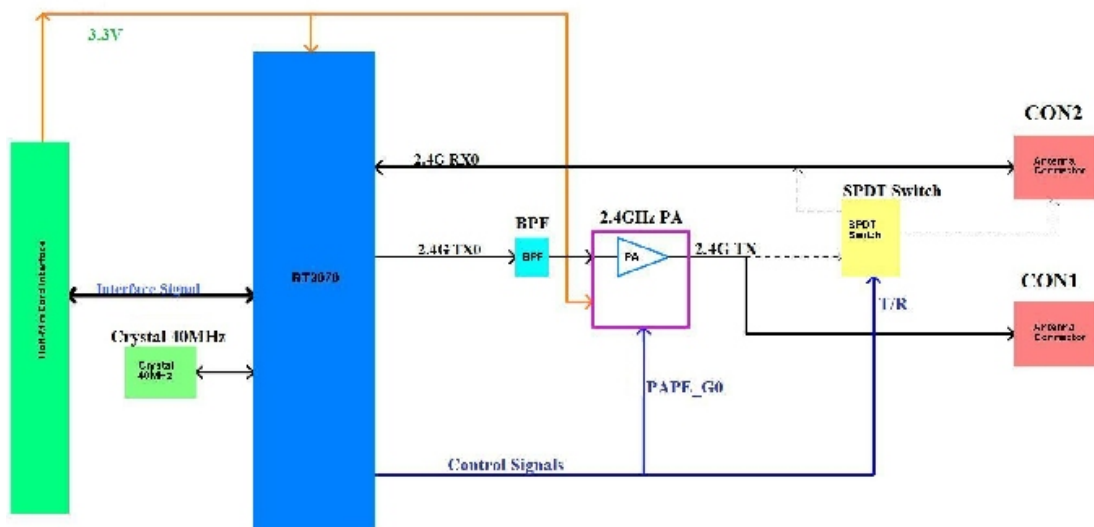 3.3V
CON2
Antenna
Connector
2.4G RX0
SPDT Switch
SPDT
Switch
2.4GHz PA
BPF
BPF
PA
2.4G TX0
2.4G TX
RT3070
Interface Signal
T/R
CON1
Antenna
Connector
Crystal 40MHz
Crystal
40MHz
PAPE_G0
Control Signals